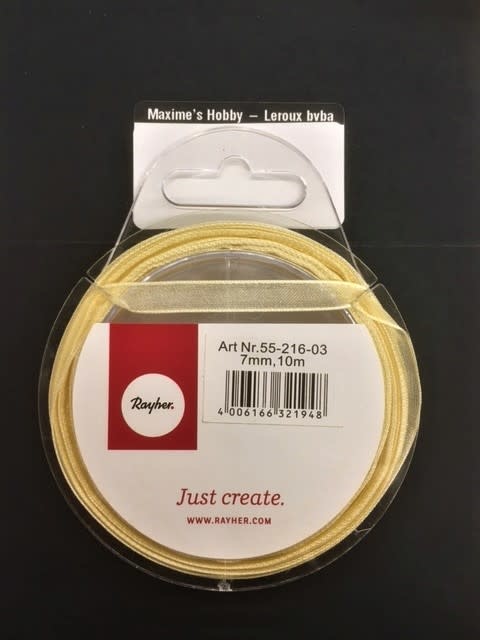 Maxime's Hobby – Leroux bvba
Art Nr.55-216-03
7mm,10m
4 006166 321948
Rayher.
Just create.
WWW.RAYHER.COM